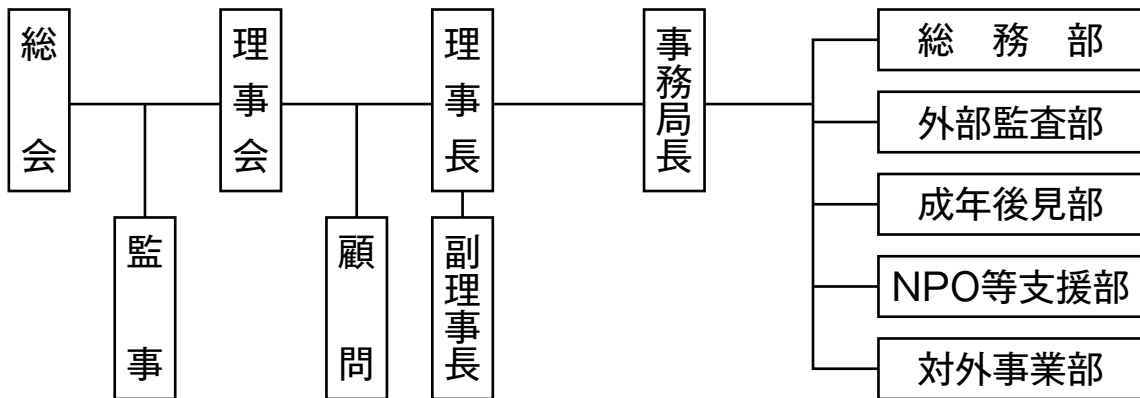 総会
理事会
理事長
事務局長
監事
顧問
副理事長
総務部
外部監査部
成年後見部
NPO等支援部
対外事業部